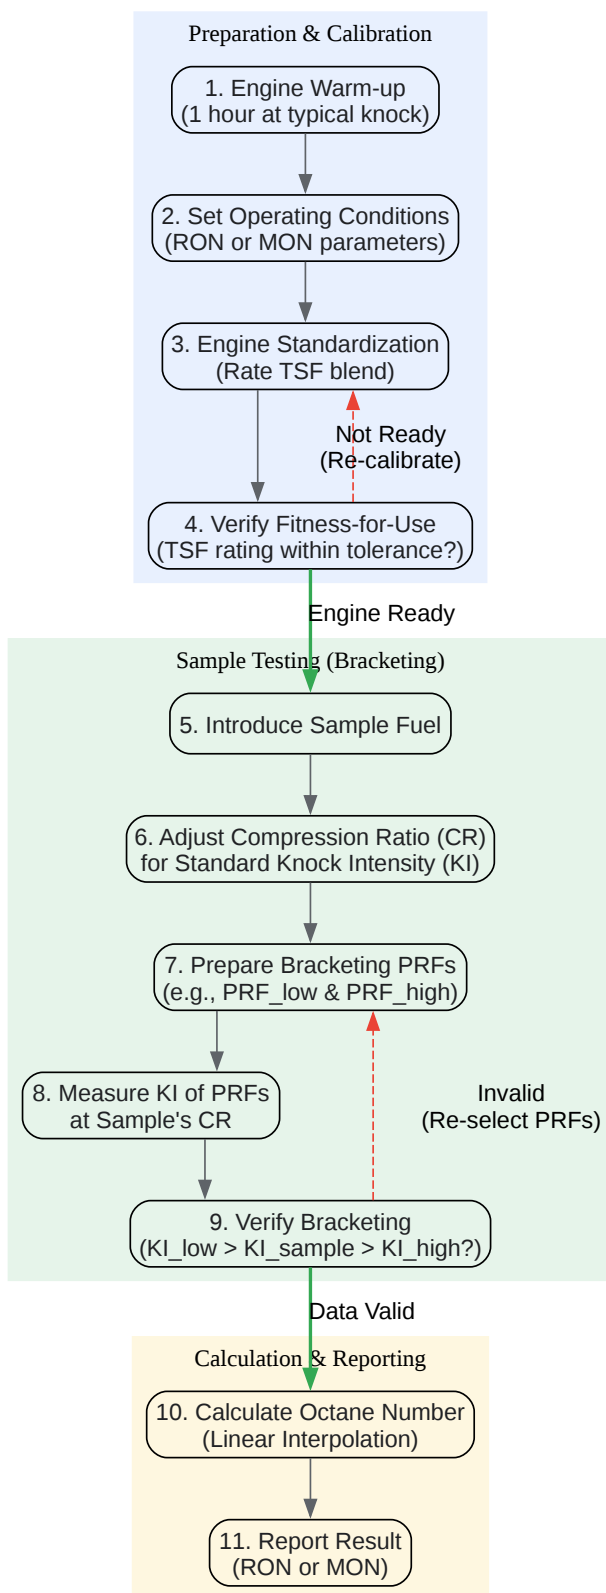 Preparation & Calibration
1. Engine Warm-up
(1 hour at typical knock)
2. Set Operating Conditions
(RON or MON parameters)
3. Engine Standardization
(Rate TSF blend)
Not Ready
(Re-calibrate)
4. Verify Fitness-for-Use
(TSF rating within tolerance?)
Engine Ready
Sample Testing (Bracketing)
5. Introduce Sample Fuel
6. Adjust Compression Ratio (CR)
for Standard Knock Intensity (KI)
7. Prepare Bracketing PRFs
(e.g., PRF_low & PRF_high)
8. Measure KI of PRFs
at Sample's CR
Invalid
(Re-select PRFs)
9. Verify Bracketing
(KI_low > KI_sample > KI_high?)
Data Valid
Calculation & Reporting
10. Calculate Octane Number
(Linear Interpolation)
11. Report Result
(RON or MON)